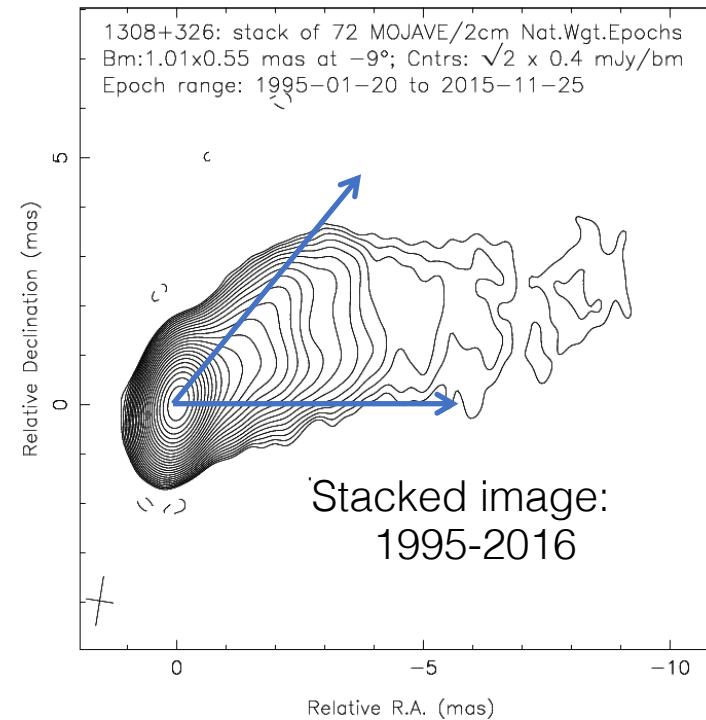 1308+326: stack of 72 MOJAVE/2cm Nat.Wgt.Epochs
Bm:1.01x0.55 mas at −9°; Cntrs: √2 x 0.4 mJy/bm
Epoch range: 1995−01−20 to 2015−11−25
5
Relative Declination (mas)
0
Stacked image:
1995-2016
0
−5
−10
Relative R.A. (mas)